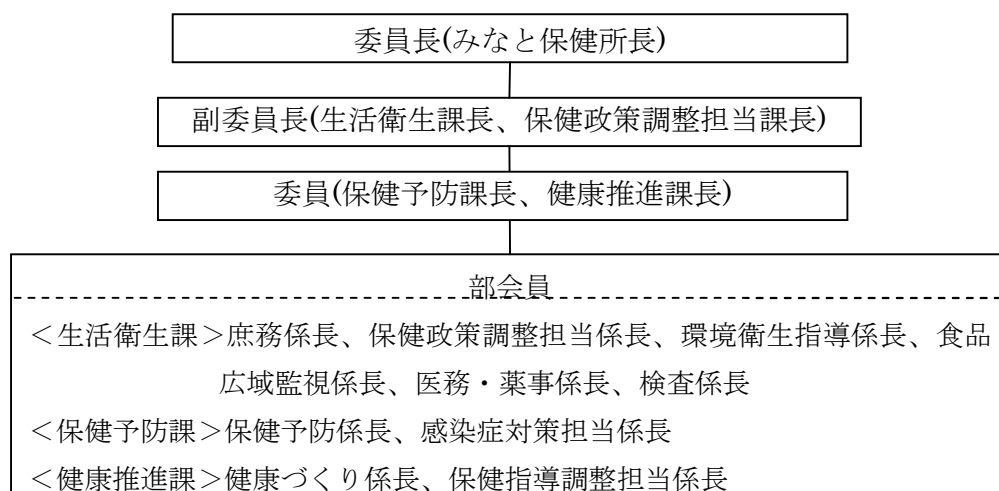 委員長(みなと保健所長)
副委員長(生活衛生課長、保健政策調整担当課長)
委員(保健予防課長、健康推進課長)
部会員
＜生活衛生課＞庶務係長、保健政策調整担当係長、環境衛生指導係長、食品
広域監視係長、医務・薬事係長、検査係長
＜保健予防課＞保健予防係長、感染症対策担当係長
＜健康推進課＞健康づくり係長、保健指導調整担当係長